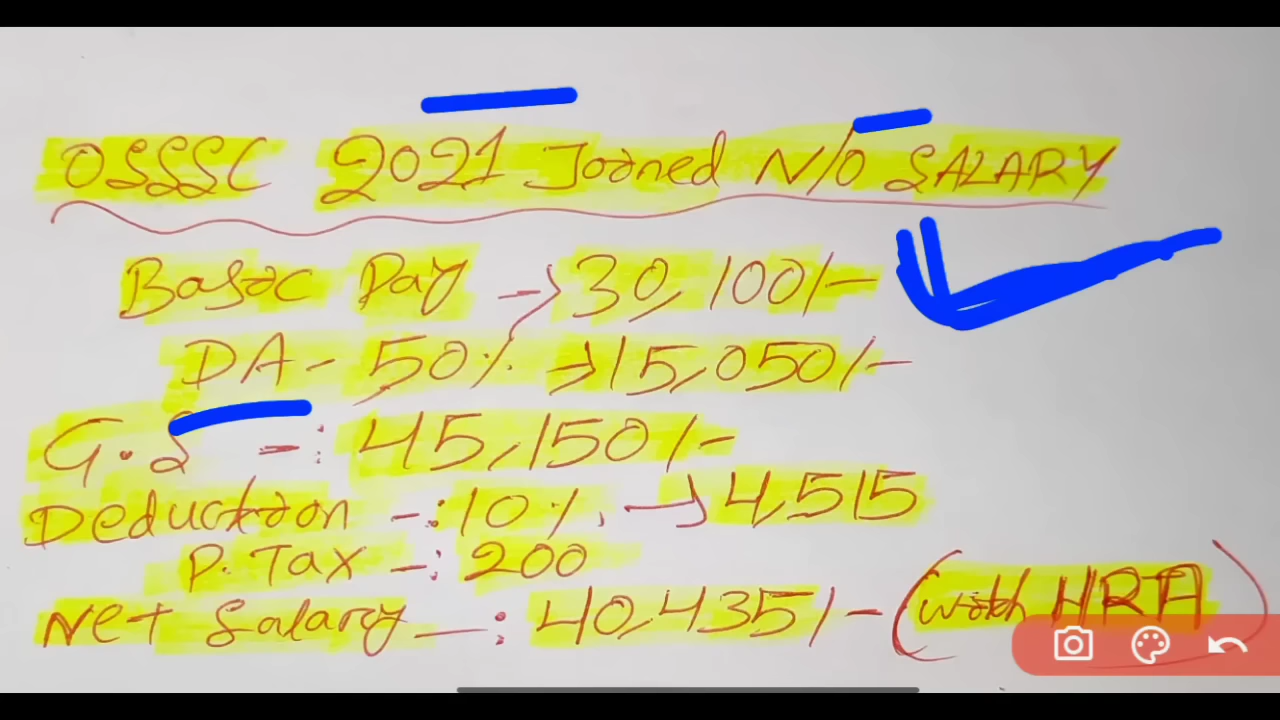 OSSSC 2021 Joined N/O SALARY
Basic Pay → 30,100/-
DA - 50% → 15,050/-
G.S - : 45,150/-
Deduction - : 10% → 4,515
P. Tax - : 200
Net Salary - : 40,435/- (with HRA)